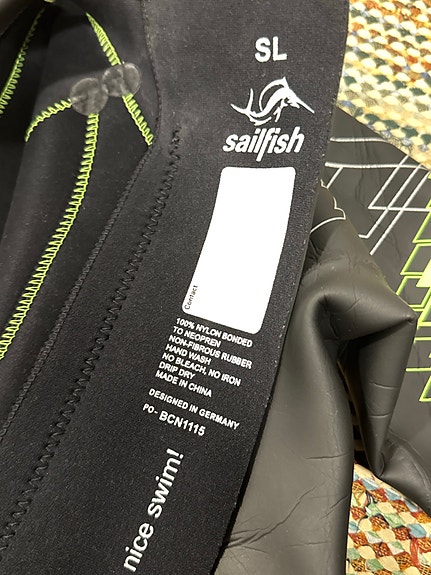 SL
sailfish
Contact
100% NYLON BONDED
TO NEOPREN
NON-FIBROUS RUBBER
HAND WASH
NO BLEACH, NO IRON
DRIP DRY
MADE IN CHINA
DESIGNED IN GERMANY
PO- BCN1115
nice swim!